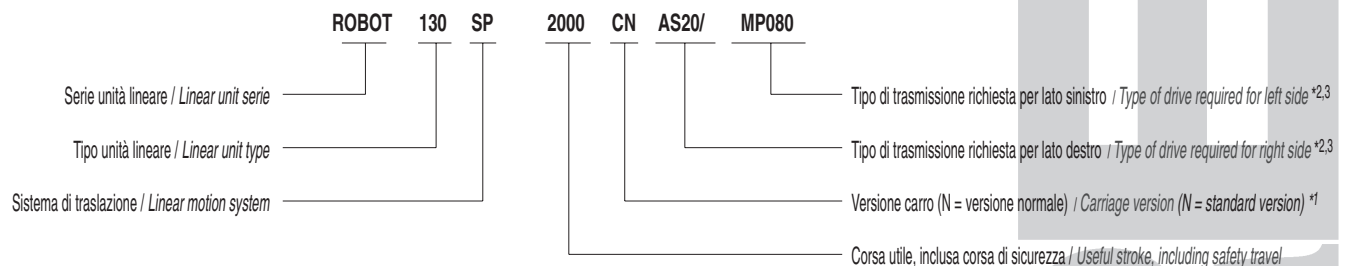 ROBOT 130 SP 2000 CN AS20/ MP080
Serie unità lineare / Linear unit serie
Tipo di trasmissione richiesta per lato sinistro / Type of drive required for left side *2,3
Tipo unità lineare / Linear unit type
Tipo di trasmissione richiesta per lato destro / Type of drive required for right side *2,3
Sistema di traslazione / Linear motion system
Versione carro (N = versione normale) / Carriage version (N = standard version) *1
Corsa utile, inclusa corsa di sicurezza / Useful stroke, including safety travel